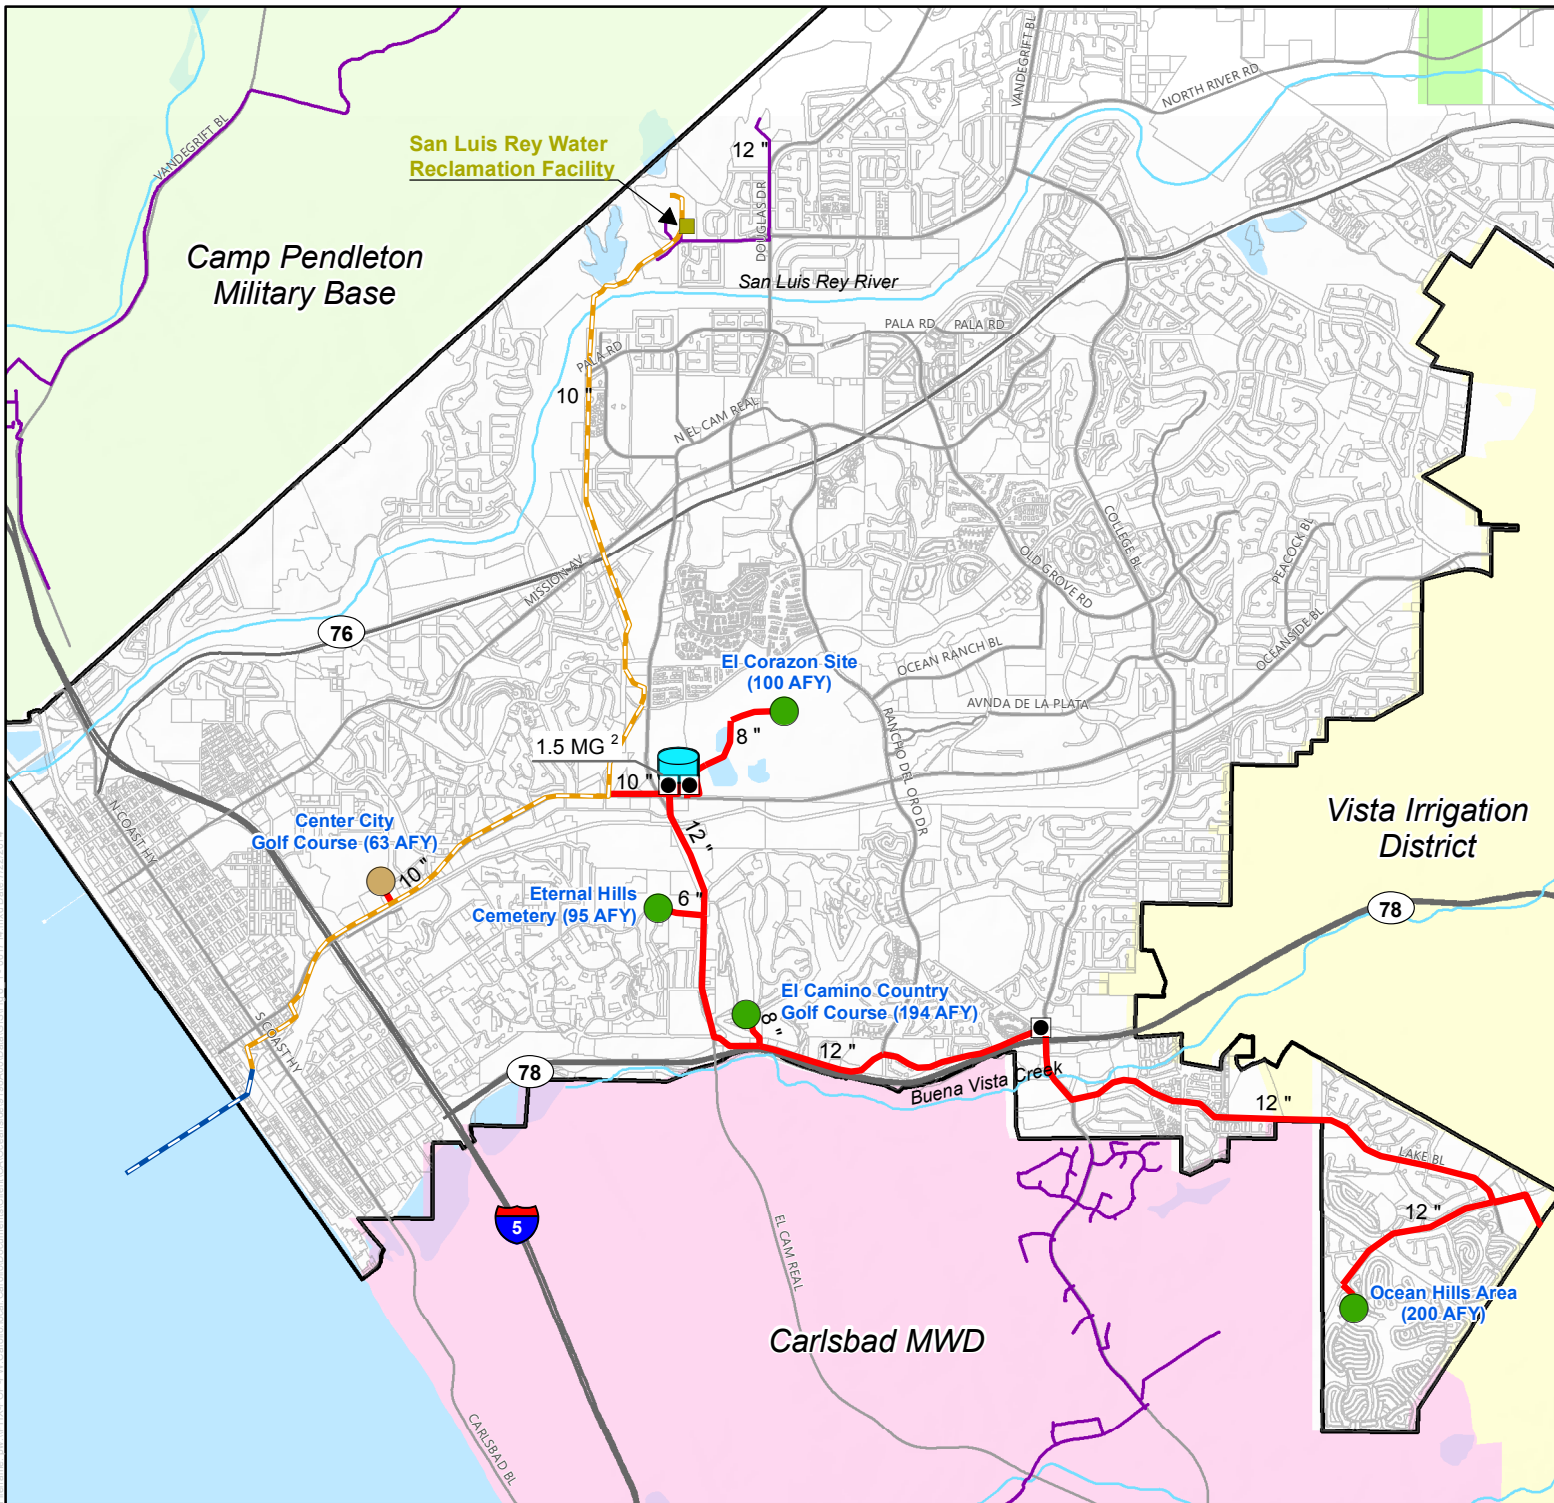 VANDEGRIFT BL
NORTH RIVER RD
VANDEGRIFT BL
San Luis Rey Water
Reclamation Facility
12 "
DOUGLAS DR
Camp Pendleton
Military Base
San Luis Rey River
PALA RD
PALA RD
PALA RD
10 "
N EL CAM REAL
COLLEGE BL
PEACOCK BL
OLD GROVE RD
MISSION AV
76
OCEANSIDE BL
OCEAN RANCH BL
El Corazon Site
(100 AFY)
AVNDA DE LA PLATA
RANCHO DEL ORO DR
8 "
1.5 MG 2
10 "
N COAST HY
Center City
Golf Course (63 AFY)
10 "
12 "
Vista Irrigation
District
Eternal Hills
Cemetery (95 AFY)
6 "
78
El Camino Country
Golf Course (194 AFY)
8 "
S COAST HY
12 "
78
Buena Vista Creek
12 "
LAKE BL
12 "
5
EL CAM REAL
Ocean Hills Area
(200 AFY)
Carlsbad MWD
CARLSBAD BL